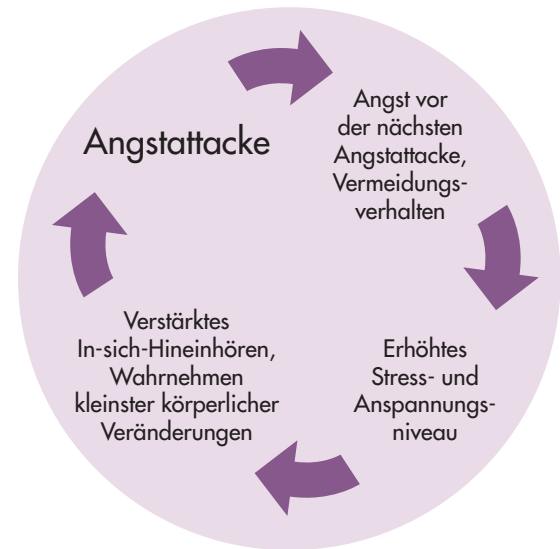 Angstattacke
Angst vor
der nächsten
Angstattacke,
Vermeidungs-
verhalten
Erhöhtes
Stress- und
Anspannungs-
niveau
Verstärktes
In-sich-Hineinhören,
Wahrnehmen
kleinster körperlicher
Veränderungen